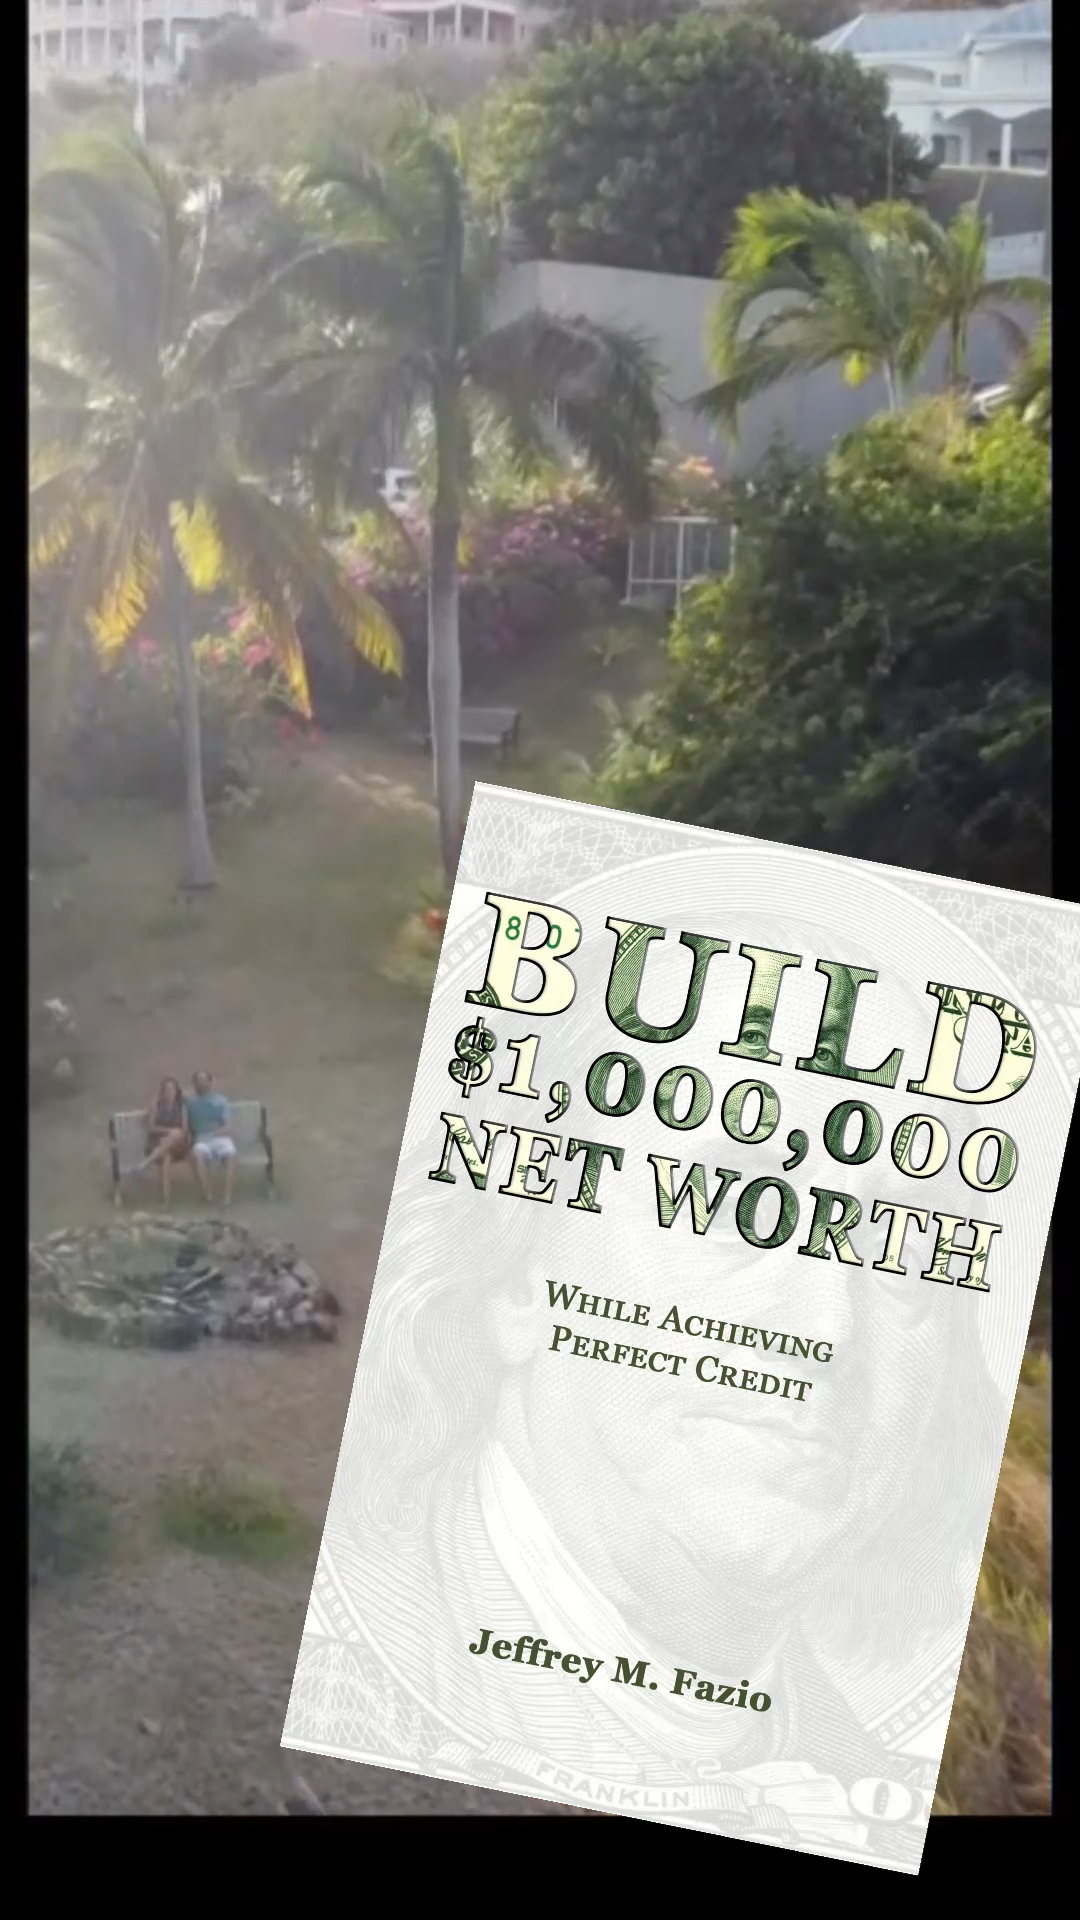 BUILD
$1,000,000
NET WORTH
While Achieving
Perfect Credit
Jeffrey M. Fazio
FRANKLIN